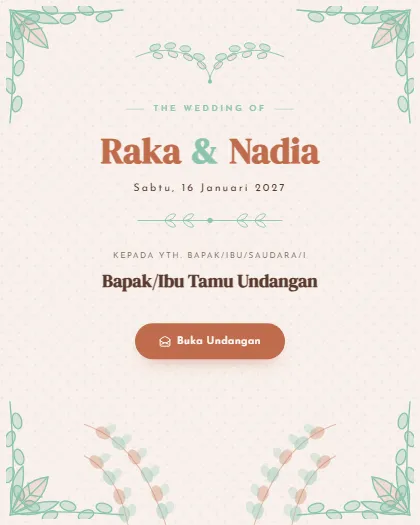 THE WEDDING OF
Raka & Nadia
Sabtu, 16 Januari 2027
KEPADA YTH. BAPAK/IBU/SAUDARA/I
Bapak/Ibu Tamu Undangan
Buka Undangan